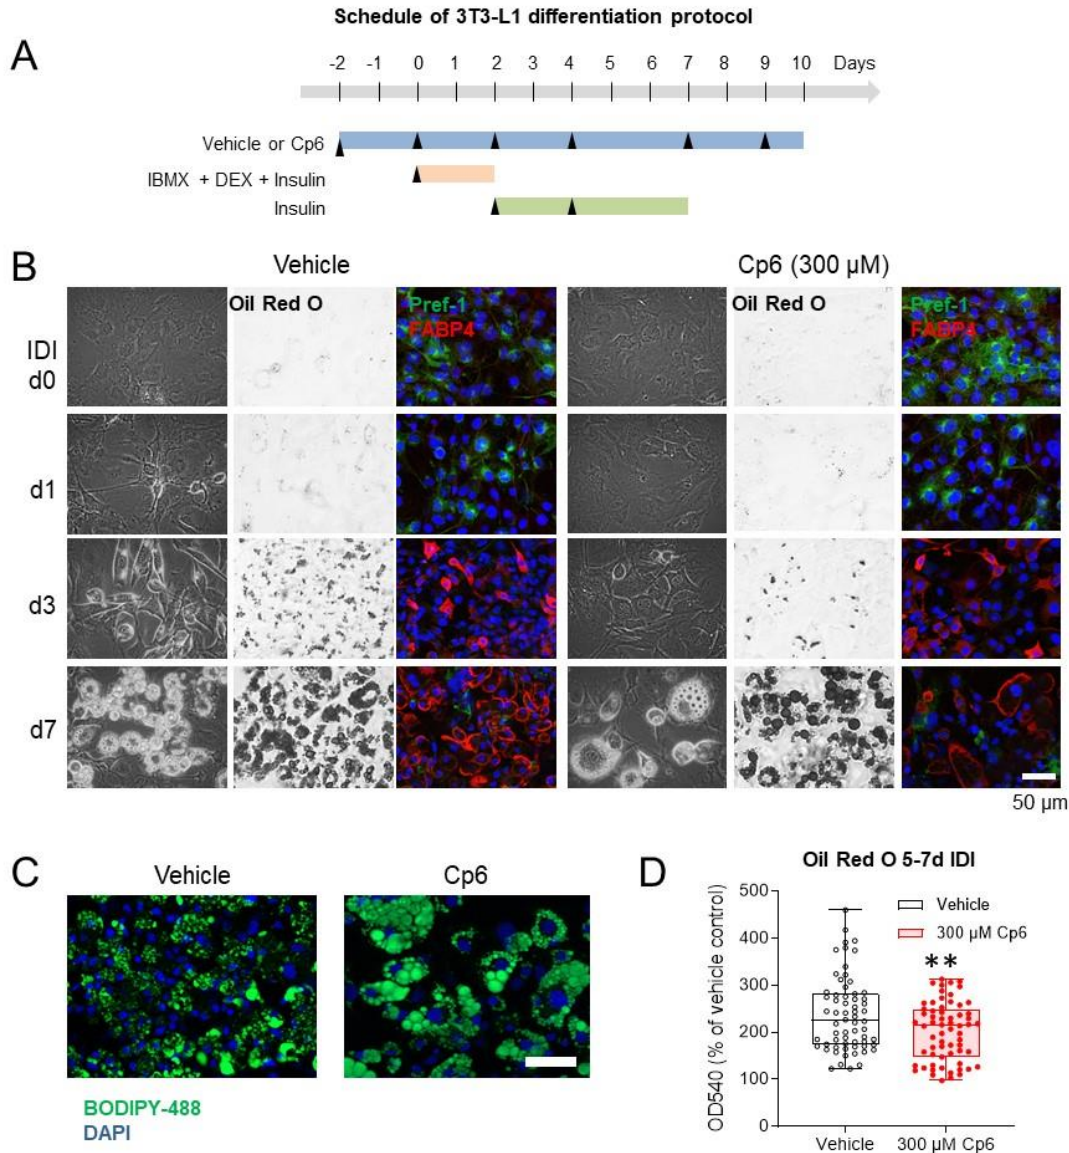 Schedule of 3T3-L1 differentiation protocol
A
-2 -1 0 1 2 3 4 5 6 7 8 9 10 Days
Vehicle or Cp6
IBMX + DEX + Insulin
Insulin
B
Vehicle Cp6 (300 µM)
Oil Red O Pref-1 Oil Red O Pref-1
FABP4 FABP4
IDI
d0
d1
d3
d7
50 µm
C
Vehicle Cp6
BODIPY-488
DAPI
D
Oil Red O 5-7d IDI
OD540 (% of vehicle control)
500
400
300
200
100
0
Vehicle
300 µM Cp6
**
Vehicle 300 µM Cp6